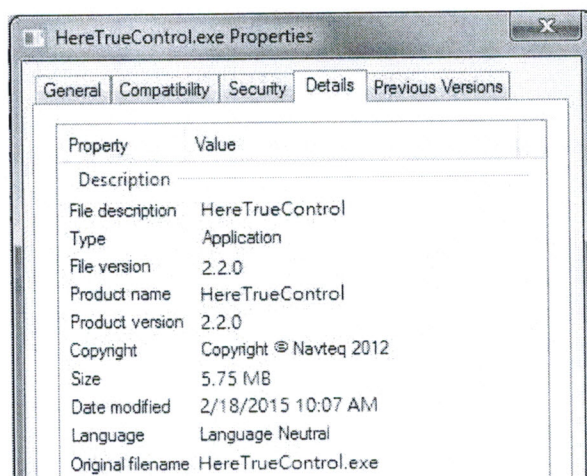 HereTrueControl.exe Properties
General Compatibility Security Details Previous Versions
Property Value
Description
File description HereTrueControl
Type Application
File version 2.2.0
Product name HereTrueControl
Product version 2.2.0
Copyright Copyright © Navteq 2012
Size 5.75 MB
Date modified 2/18/2015 10:07 AM
Language Language Neutral
Original filename HereTrueControl.exe